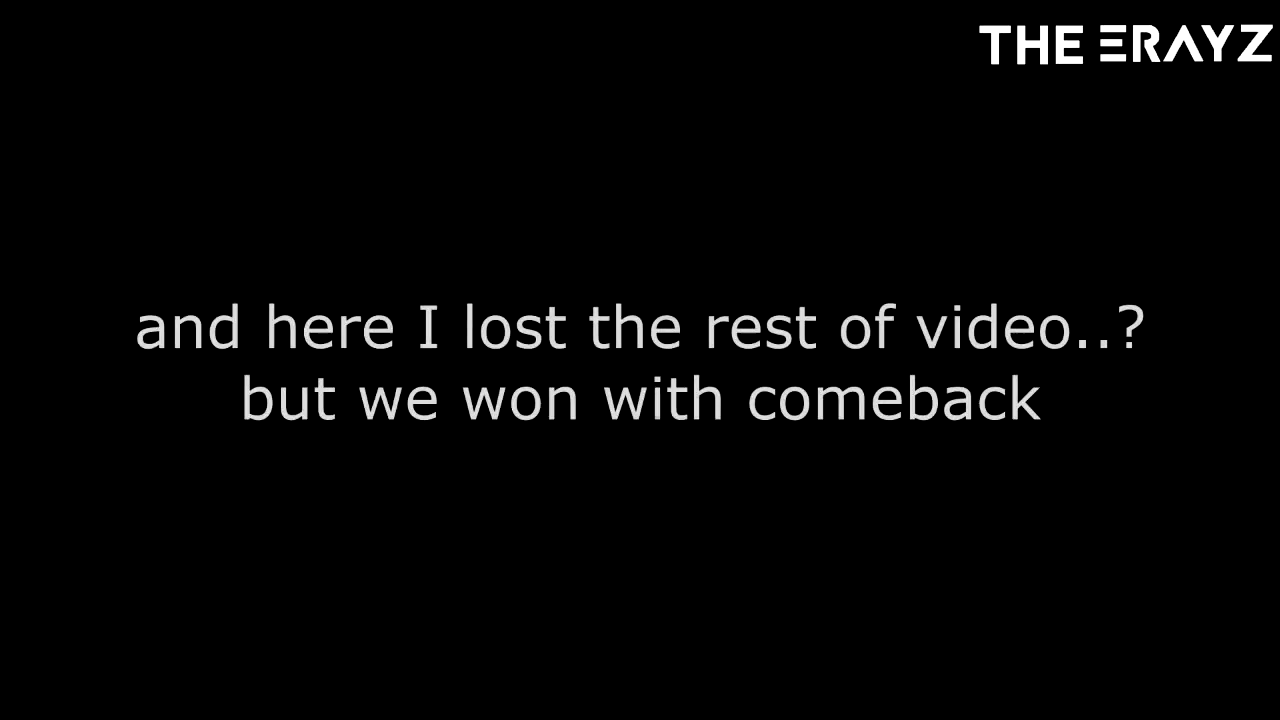 THE ERAYZ
and here I lost the rest of video..?
but we won with comeback